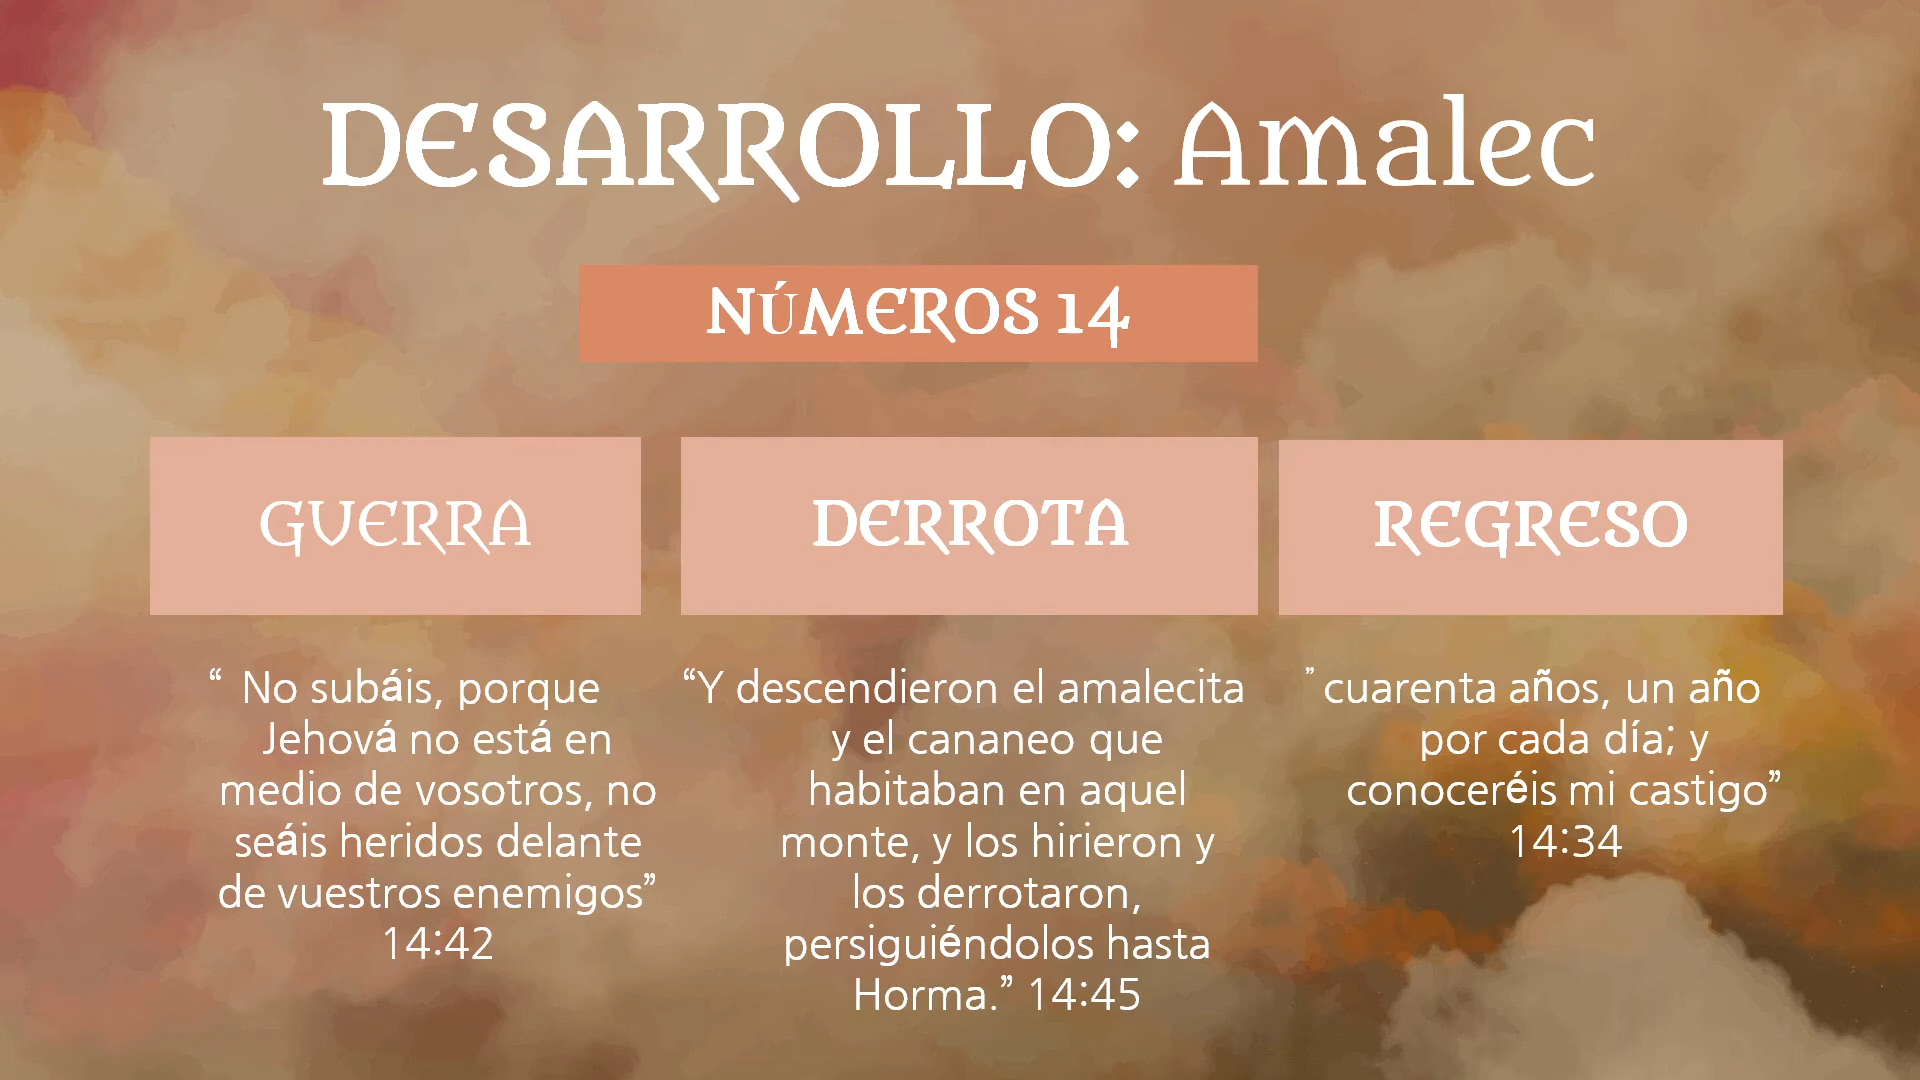 DESARROLLO: Amalec
NÚMEROS 14
GUERRA
“ No subáis, porque
Jehová no está en
medio de vosotros, no
seáis heridos delante
de vuestros enemigos”
14:42
DERROTA
“Y descendieron el amalecita
y el cananeo que
habitaban en aquel
monte, y los hirieron y
los derrotaron,
persiguiéndolos hasta
Horma.” 14:45
REGRESO
” cuarenta años, un año
por cada día; y
conoceréis mi castigo”
14:34